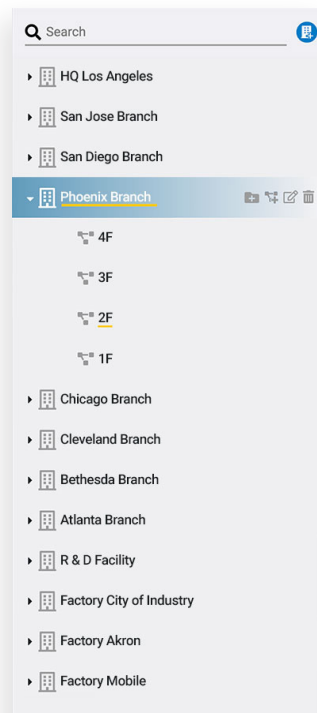 Search
HQ Los Angeles
San Jose Branch
San Diego Branch
Phoenix Branch
4F
3F
2F
1F
Chicago Branch
Cleveland Branch
Bethesda Branch
Atlanta Branch
R & D Facility
Factory City of Industry
Factory Akron
Factory Mobile